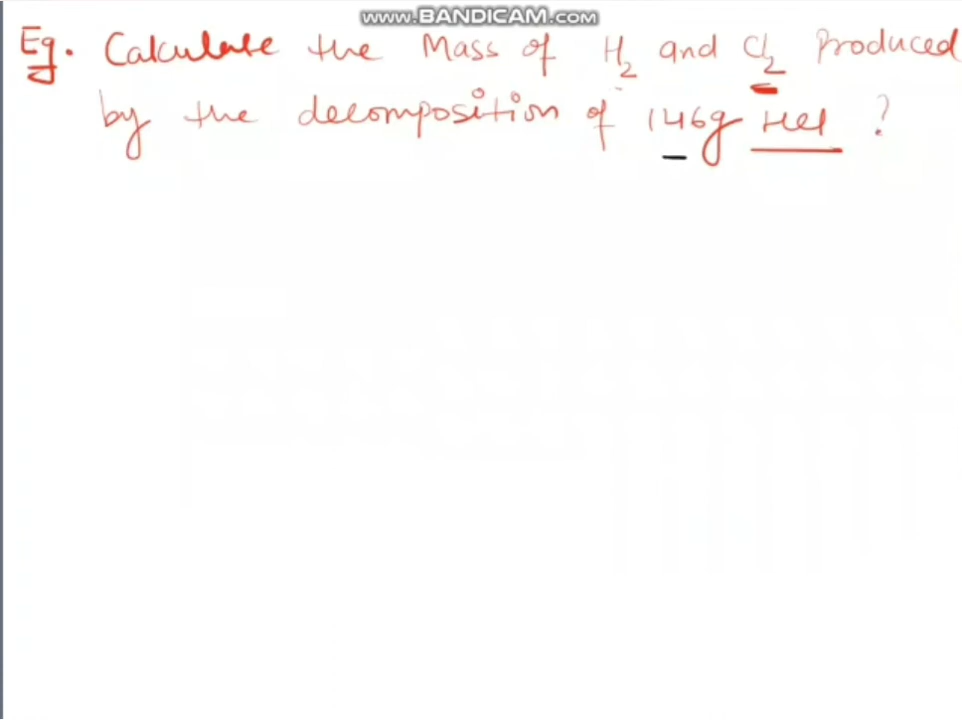 www.BANDICAM.com
Eg. Calculate the Mass of H₂ and Cl₂ Produced
by the decomposition of 146g HCl ?